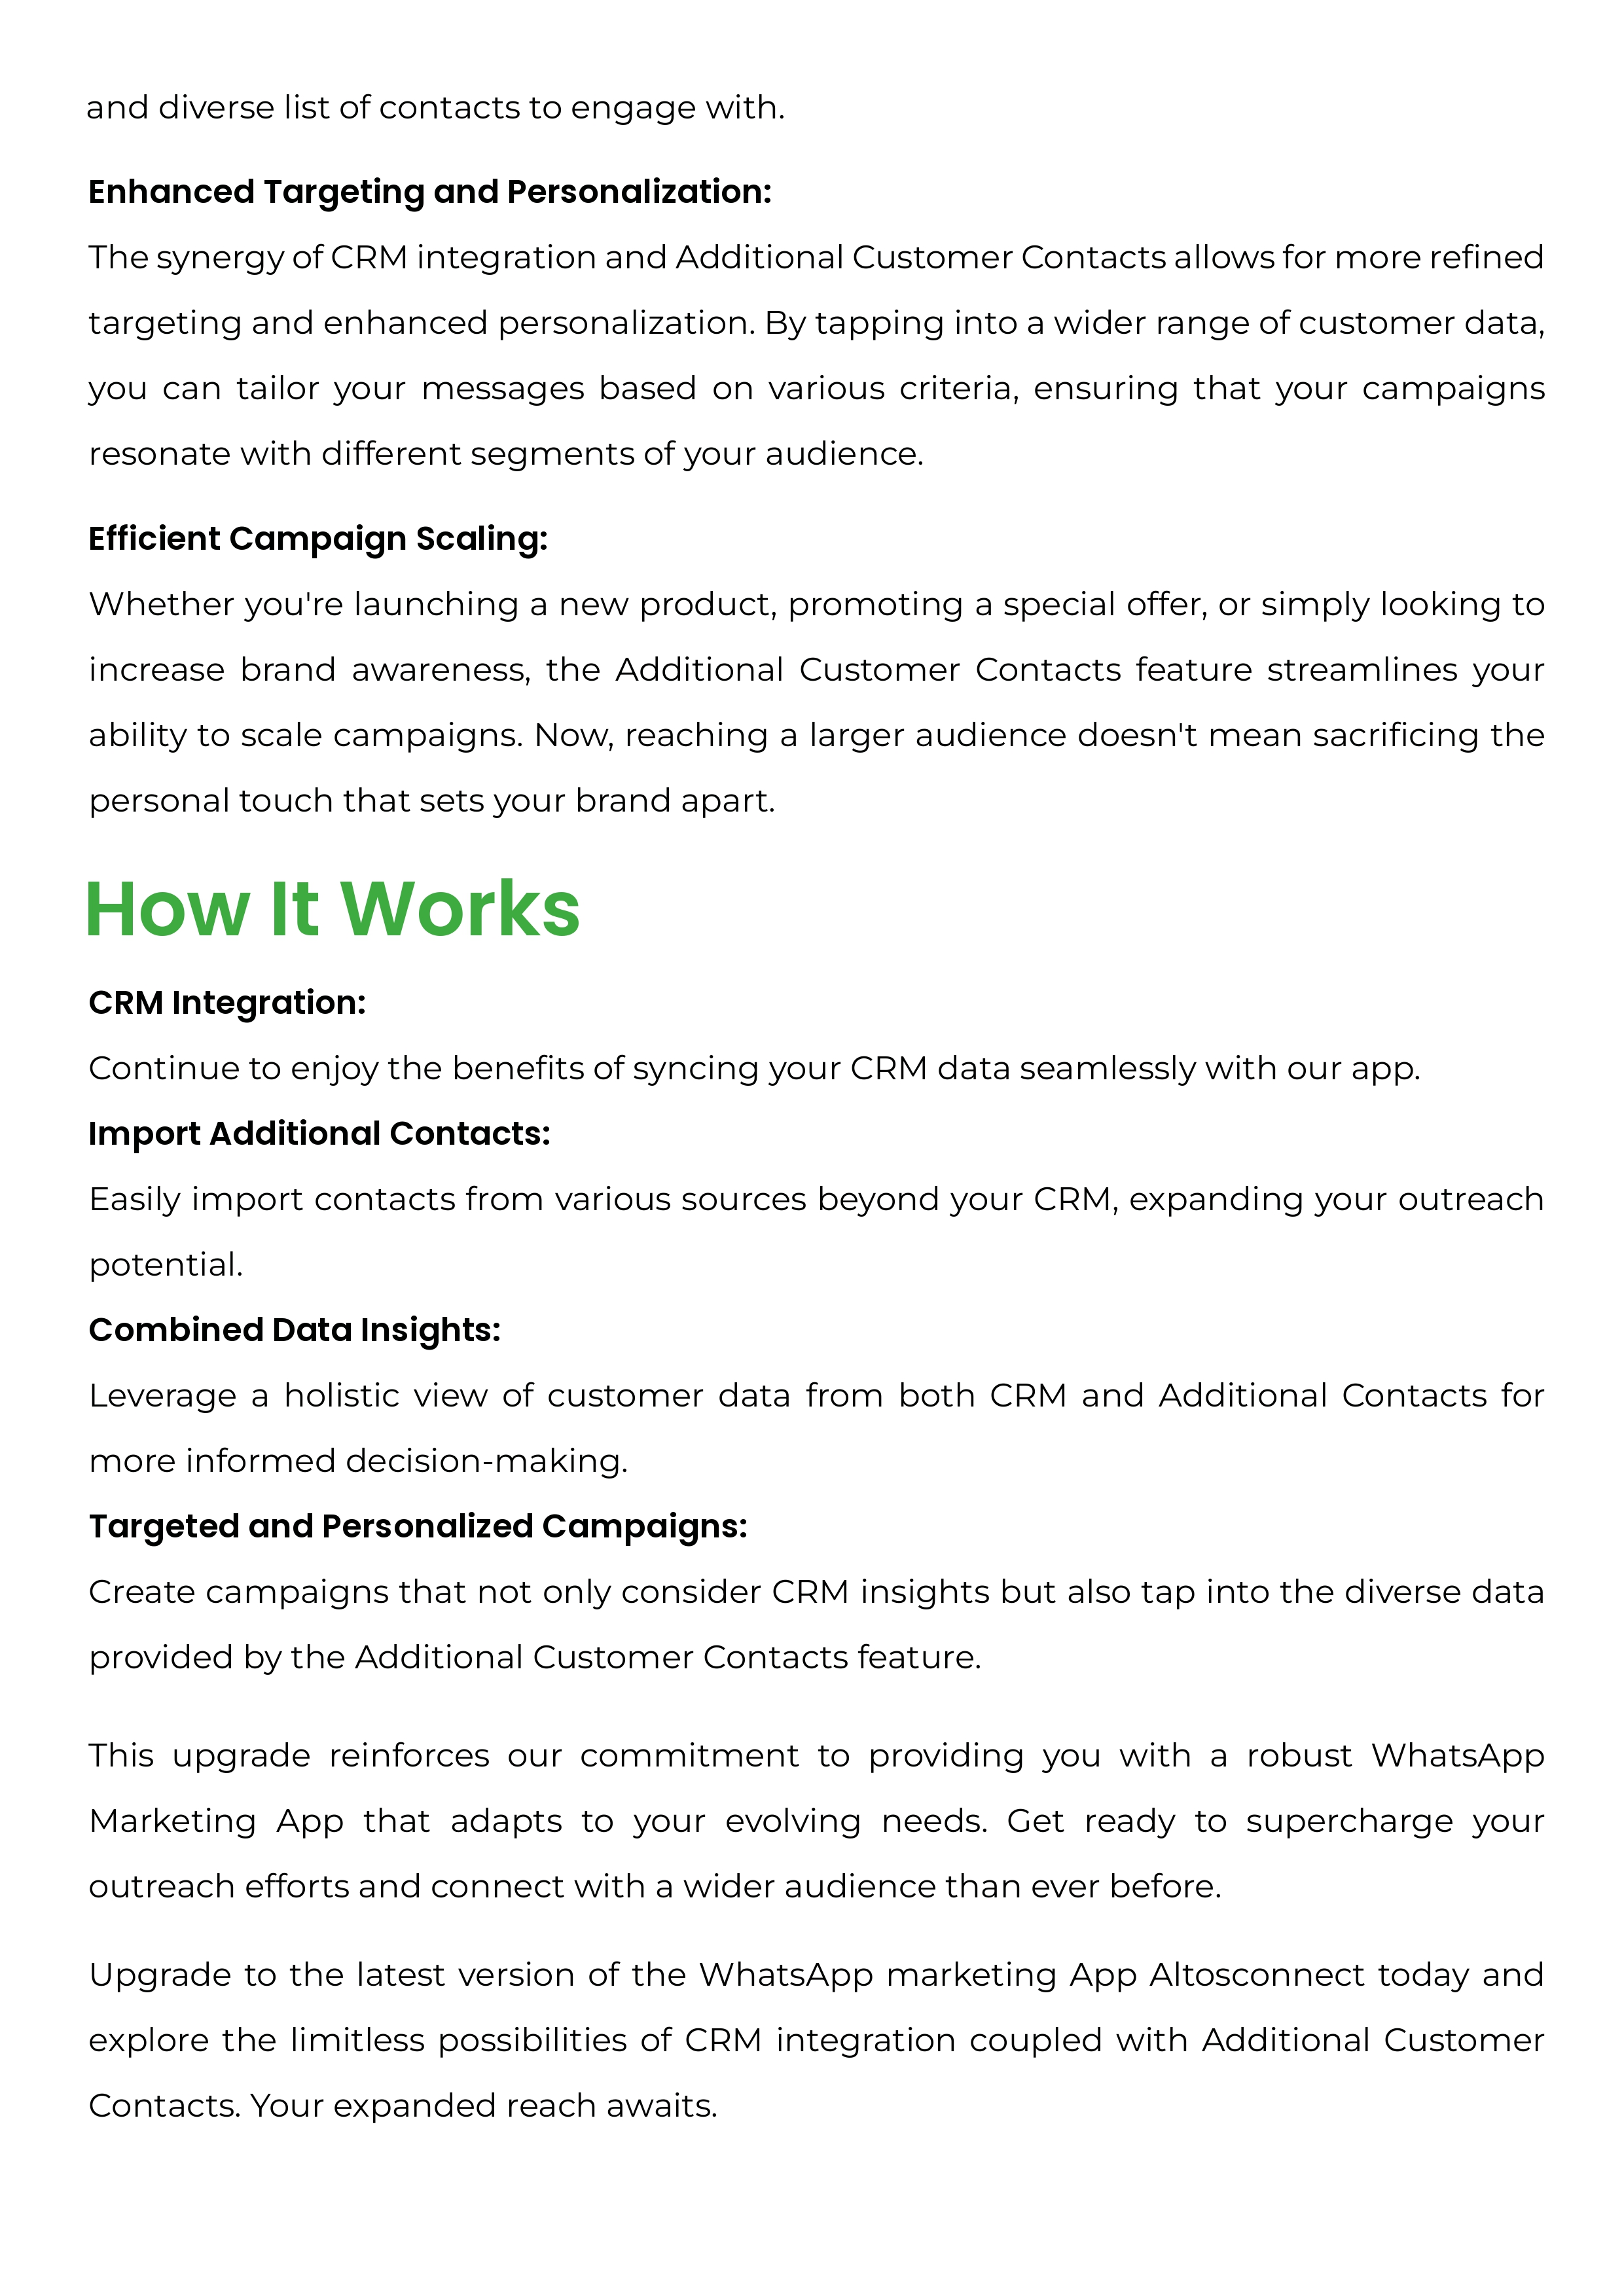 and diverse list of contacts to engage with.
Enhanced Targeting and Personalization:
The synergy of CRM integration and Additional Customer Contacts allows for more refined
targeting and enhanced personalization. By tapping into a wider range of customer data,
you can tailor your messages based on various criteria, ensuring that your campaigns
resonate with different segments of your audience.
Efficient Campaign Scaling:
Whether you're launching a new product, promoting a special offer, or simply looking to
increase brand awareness, the Additional Customer Contacts feature streamlines your
ability to scale campaigns. Now, reaching a larger audience doesn't mean sacrificing the
personal touch that sets your brand apart.
How It Works
CRM Integration:
Continue to enjoy the benefits of syncing your CRM data seamlessly with our app.
Import Additional Contacts:
Easily import contacts from various sources beyond your CRM, expanding your outreach
potential.
Combined Data Insights:
Leverage a holistic view of customer data from both CRM and Additional Contacts for
more informed decision-making.
Targeted and Personalized Campaigns:
Create campaigns that not only consider CRM insights but also tap into the diverse data
provided by the Additional Customer Contacts feature.
This upgrade reinforces our commitment to providing you with a robust WhatsApp
Marketing App that adapts to your evolving needs. Get ready to supercharge your
outreach efforts and connect with a wider audience than ever before.
Upgrade to the latest version of the WhatsApp marketing App Altosconnect today and
explore the limitless possibilities of CRM integration coupled with Additional Customer
Contacts. Your expanded reach awaits.